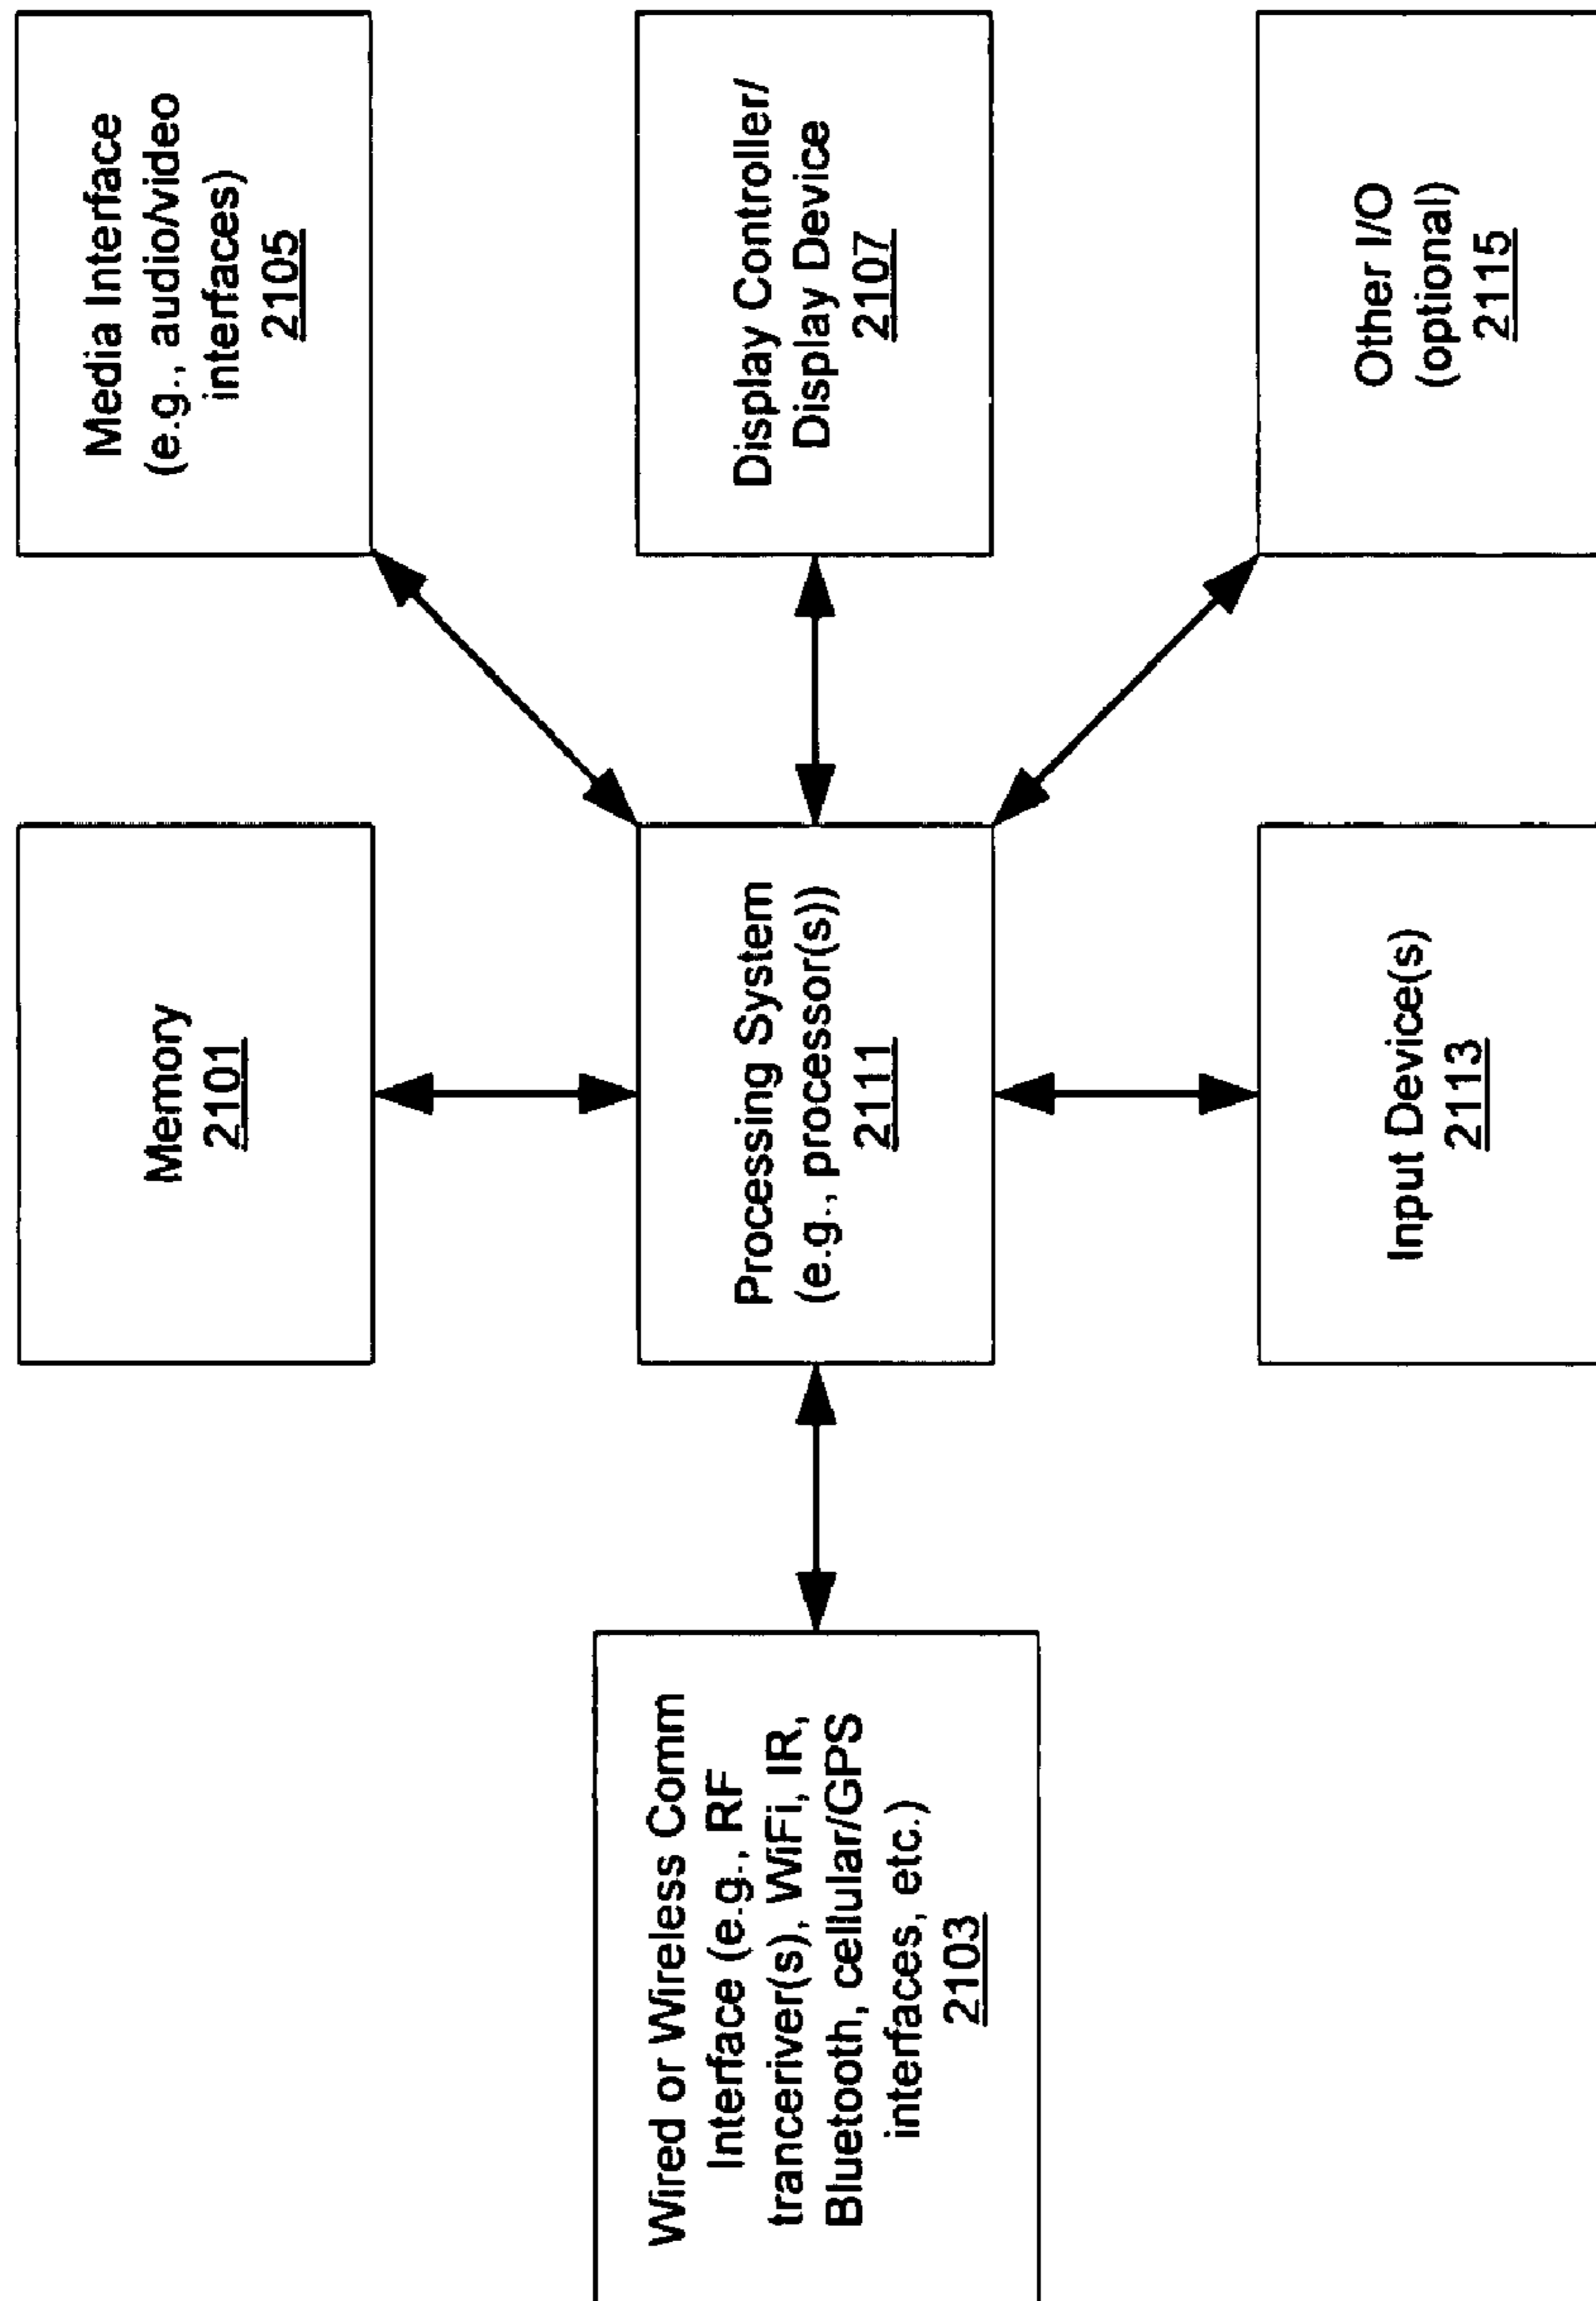 Memory
2101
Media Interface
(e.g., audio/video
interfaces)
2105
Wired or Wireless Comm
Interface (e.g., RF
tranceriver(s), WiFi, IR,
Bluetooth, cellular/GPS
interfaces, etc.)
2103
Processing System
(e.g., processor(s))
2111
Display Controller/
Display Device
2107
Input Device(s)
2113
Other I/O
(optional)
2115